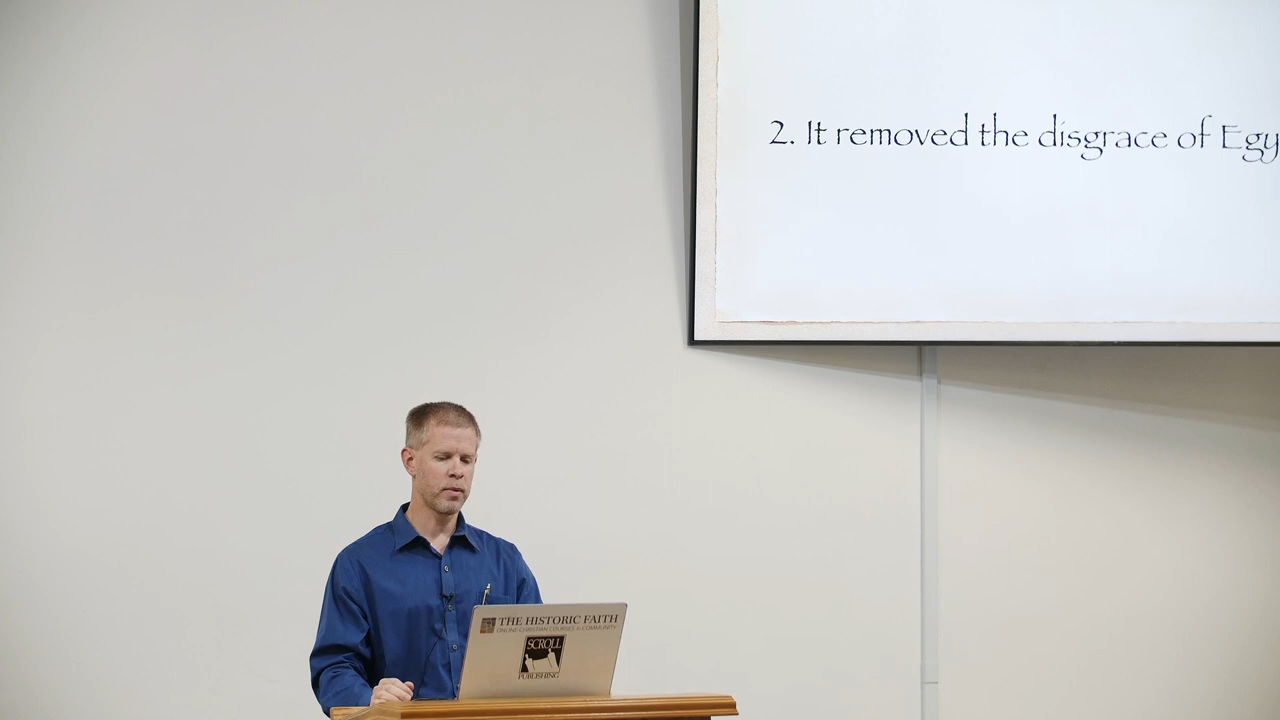 2. It removed the disgrace of Egy
THE HISTORIC FAITH
ONLINE CHRISTIAN COURSES & COMMUNITY
SCROLL
PUBLISHING